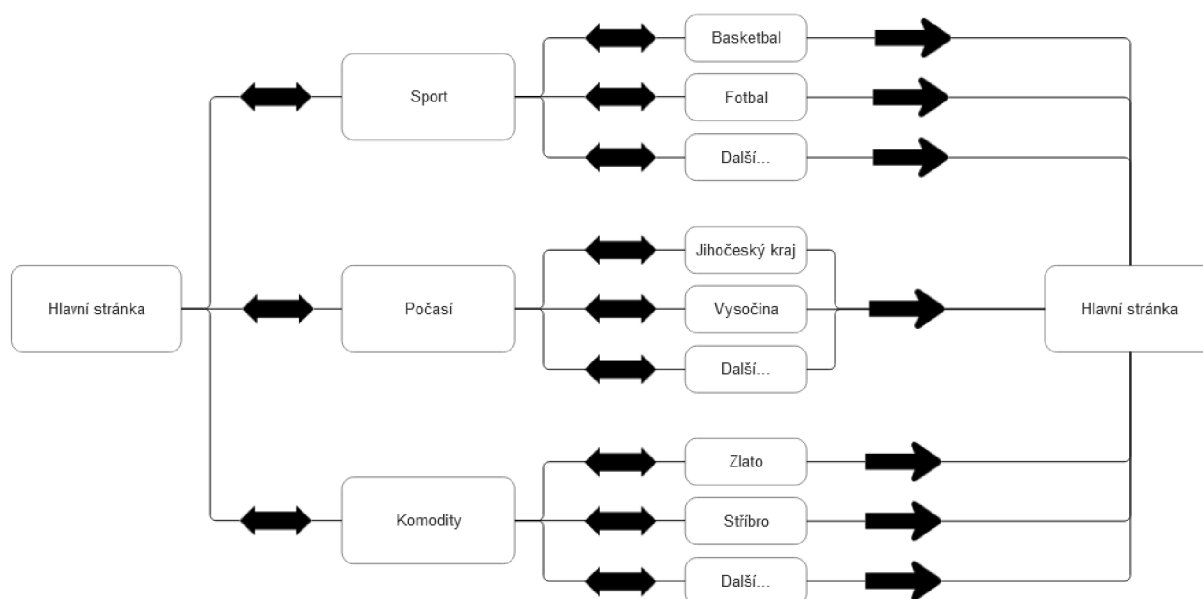 Basketbal
Sport
Fotbal
Další...
Jihočeský kraj
Hlavní stránka
Počasí
Vysočina
Hlavní stránka
Další...
Zlato
Komodity
Stříbro
Další...